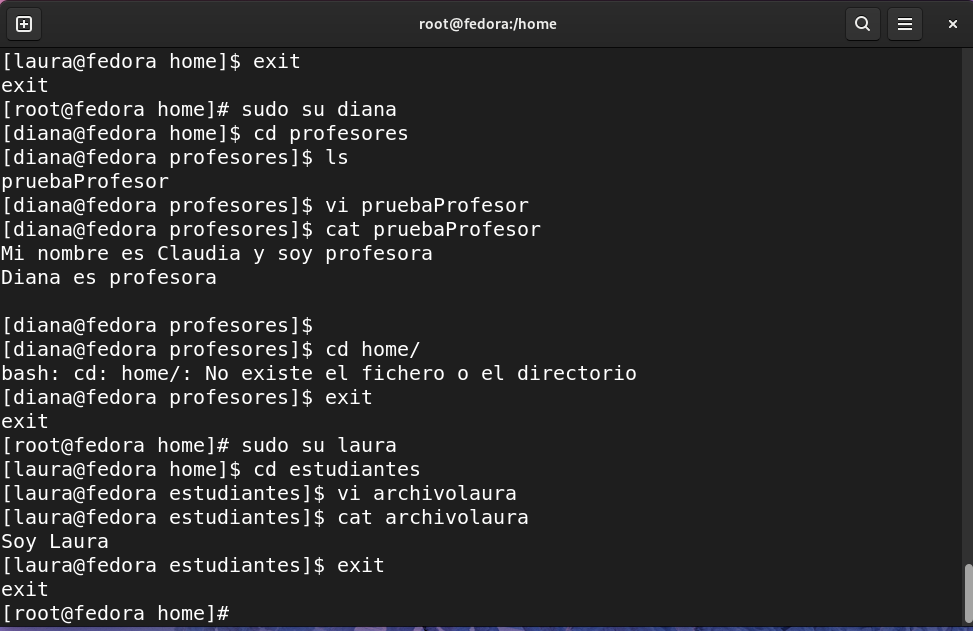 root@fedora:/home
[laura@fedora home]$ exit
exit
[root@fedora home]# sudo su diana
[diana@fedora home]$ cd profesores
[diana@fedora profesores]$ ls
pruebaProfesor
[diana@fedora profesores]$ vi pruebaProfesor
[diana@fedora profesores]$ cat pruebaProfesor
Mi nombre es Claudia y soy profesora
Diana es profesora
[diana@fedora profesores]$
[diana@fedora profesores]$ cd home/
bash: cd: home/: No existe el fichero o el directorio
[diana@fedora profesores]$ exit
exit
[root@fedora home]# sudo su laura
[laura@fedora home]$ cd estudiantes
[laura@fedora estudiantes]$ vi archivolaura
[laura@fedora estudiantes]$ cat archivolaura
Soy Laura
[laura@fedora estudiantes]$ exit
exit
[root@fedora home]#